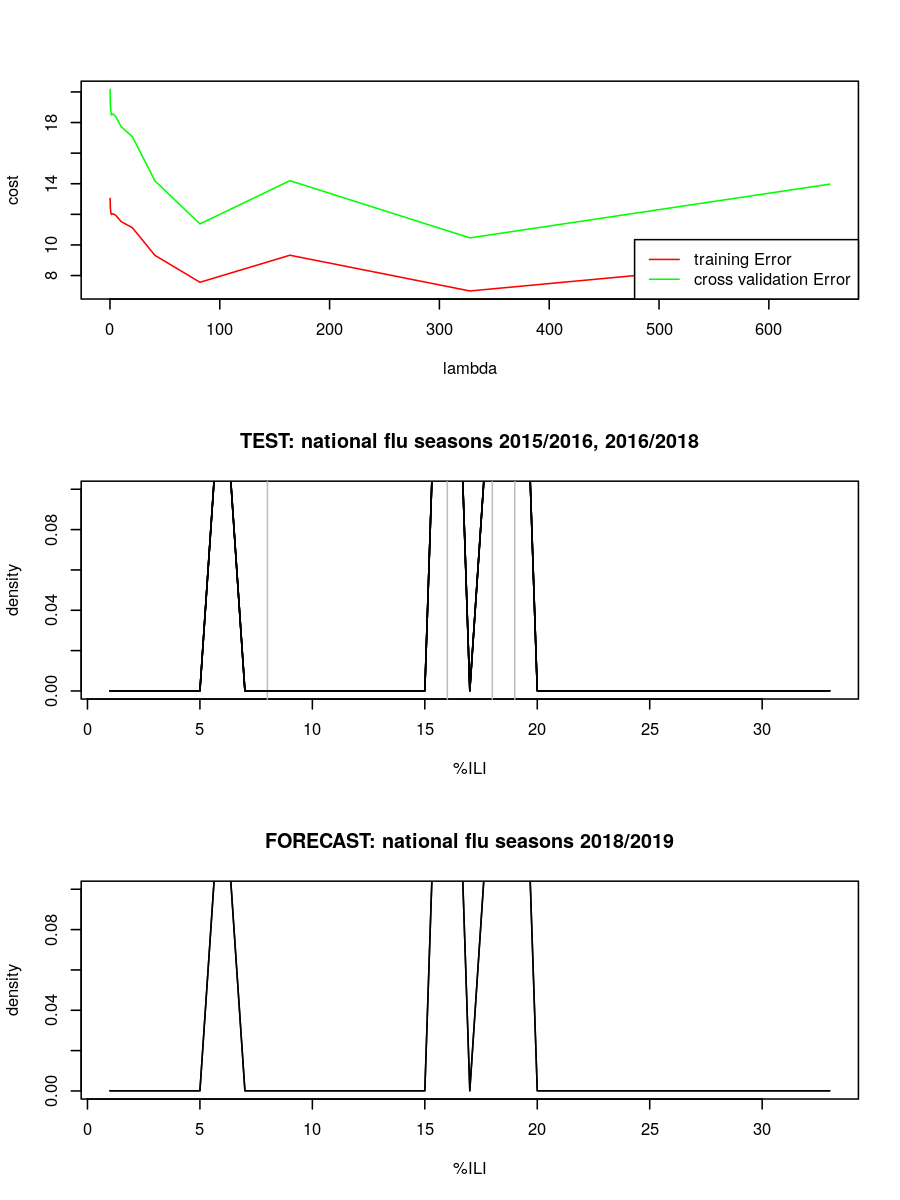 18
14
10
8
cost
training Error
cross validation Error
0 100 200 300 400 500 600
lambda
TEST: national flu seasons 2015/2016, 2016/2018
0.08
0.04
0.00
density
0 5 10 15 20 25 30
%ILI
FORECAST: national flu seasons 2018/2019
0.08
0.04
0.00
density
0 5 10 15 20 25 30
%ILI